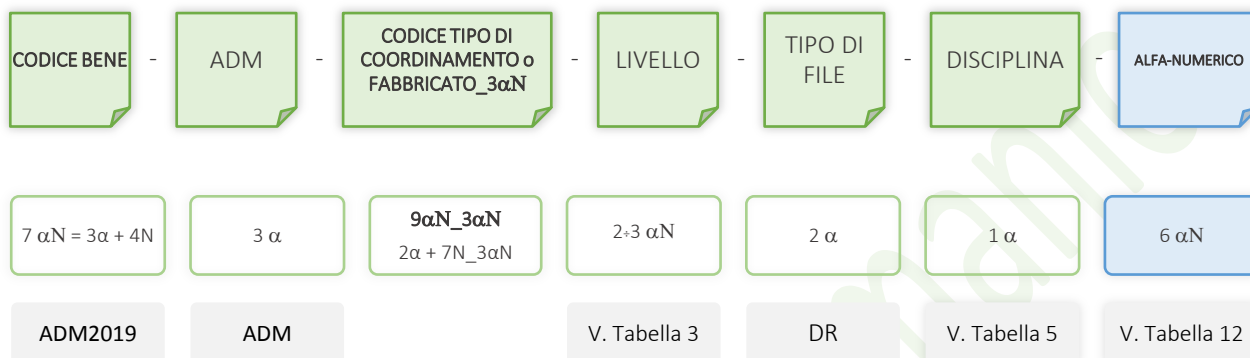 CODICE BENE - ADM - CODICE TIPO DI COORDINAMENTO o FABBRICATO_3αN - LIVELLO - TIPO DI FILE - DISCIPLINA - ALFA-NUMERICO
7 αN = 3α + 4N
3 α
9αN_3αN
2α + 7N_3αN
2÷3 αN
2 α
1 α
6 αN
ADM2019
ADM
V. Tabella 3
DR
V. Tabella 5
V. Tabella 12